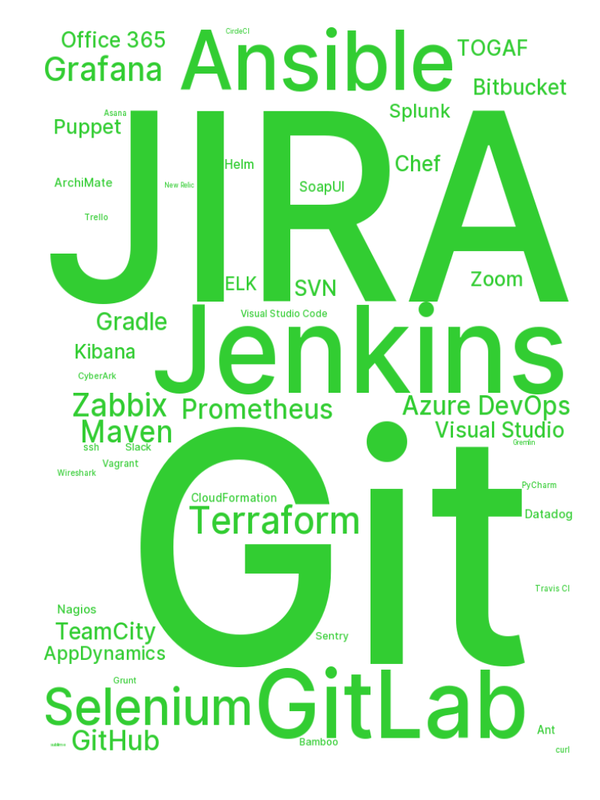 CircleCI
Office 365
Ansible
TOGAF
Grafana
Bitbucket
Asana
Splunk
Puppet
JIRA
Helm
Chef
ArchiMate
New Relic
SoapUI
Trello
Zoom
ELK
SVN
Visual Studio Code
Gradle
Jenkins
Kibana
CyberArk
Zabbix
Prometheus
Azure DevOps
Maven
Visual Studio
Gremlin
ssh
Slack
Vagrant
Wireshark
Git
PyCharm
CloudFormation
Terraform
Datadog
Travis CI
Nagios
TeamCity
Sentry
AppDynamics
Grunt
Selenium
GitLab
Ant
GitHub
Bamboo
curl